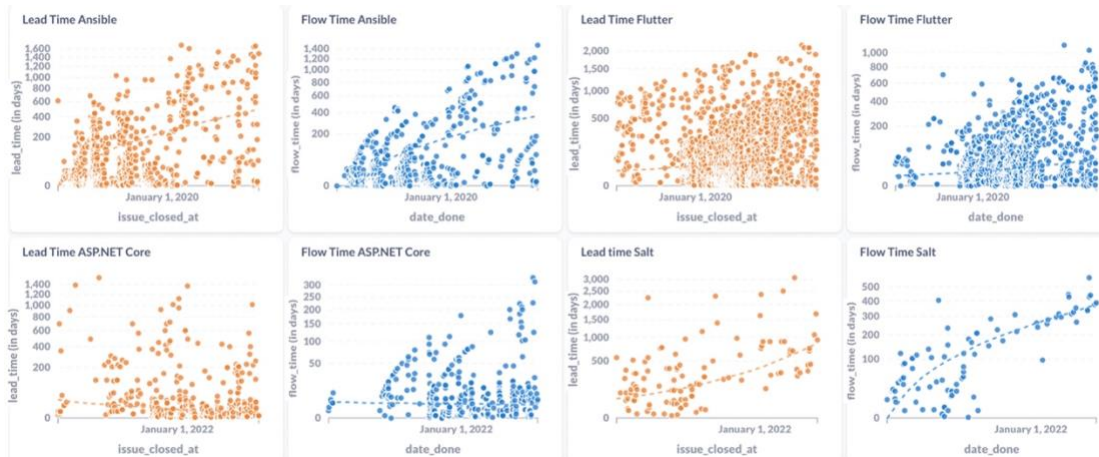 Lead Time Ansible
lead_time (in days)
1,600
1,400
1,200
1,000
800
600
400
200
0
January 1, 2020
issue_closed_at
Flow Time Ansible
flow_time (in days)
1,400
1,200
1,000
800
600
400
200
0
January 1, 2020
date_done
Lead Time Flutter
lead_time (in days)
2,000
1,500
1,000
500
0
January 1, 2020
issue_closed_at
Flow Time Flutter
flow_time (in days)
1,000
800
600
400
200
0
January 1, 2020
date_done
Lead Time ASP.NET Core
lead_time (in days)
1,400
1,200
1,000
800
600
400
200
0
January 1, 2022
issue_closed_at
Flow Time ASP.NET Core
flow_time (in days)
300
250
200
150
100
50
0
January 1, 2022
date_done
Lead time Salt
lead_time (in days)
3,000
2,500
2,000
1,500
1,000
500
0
January 1, 2022
issue_closed_at
Flow Time Salt
flow_time (in days)
500
400
300
200
100
0
January 1, 2022
date_done